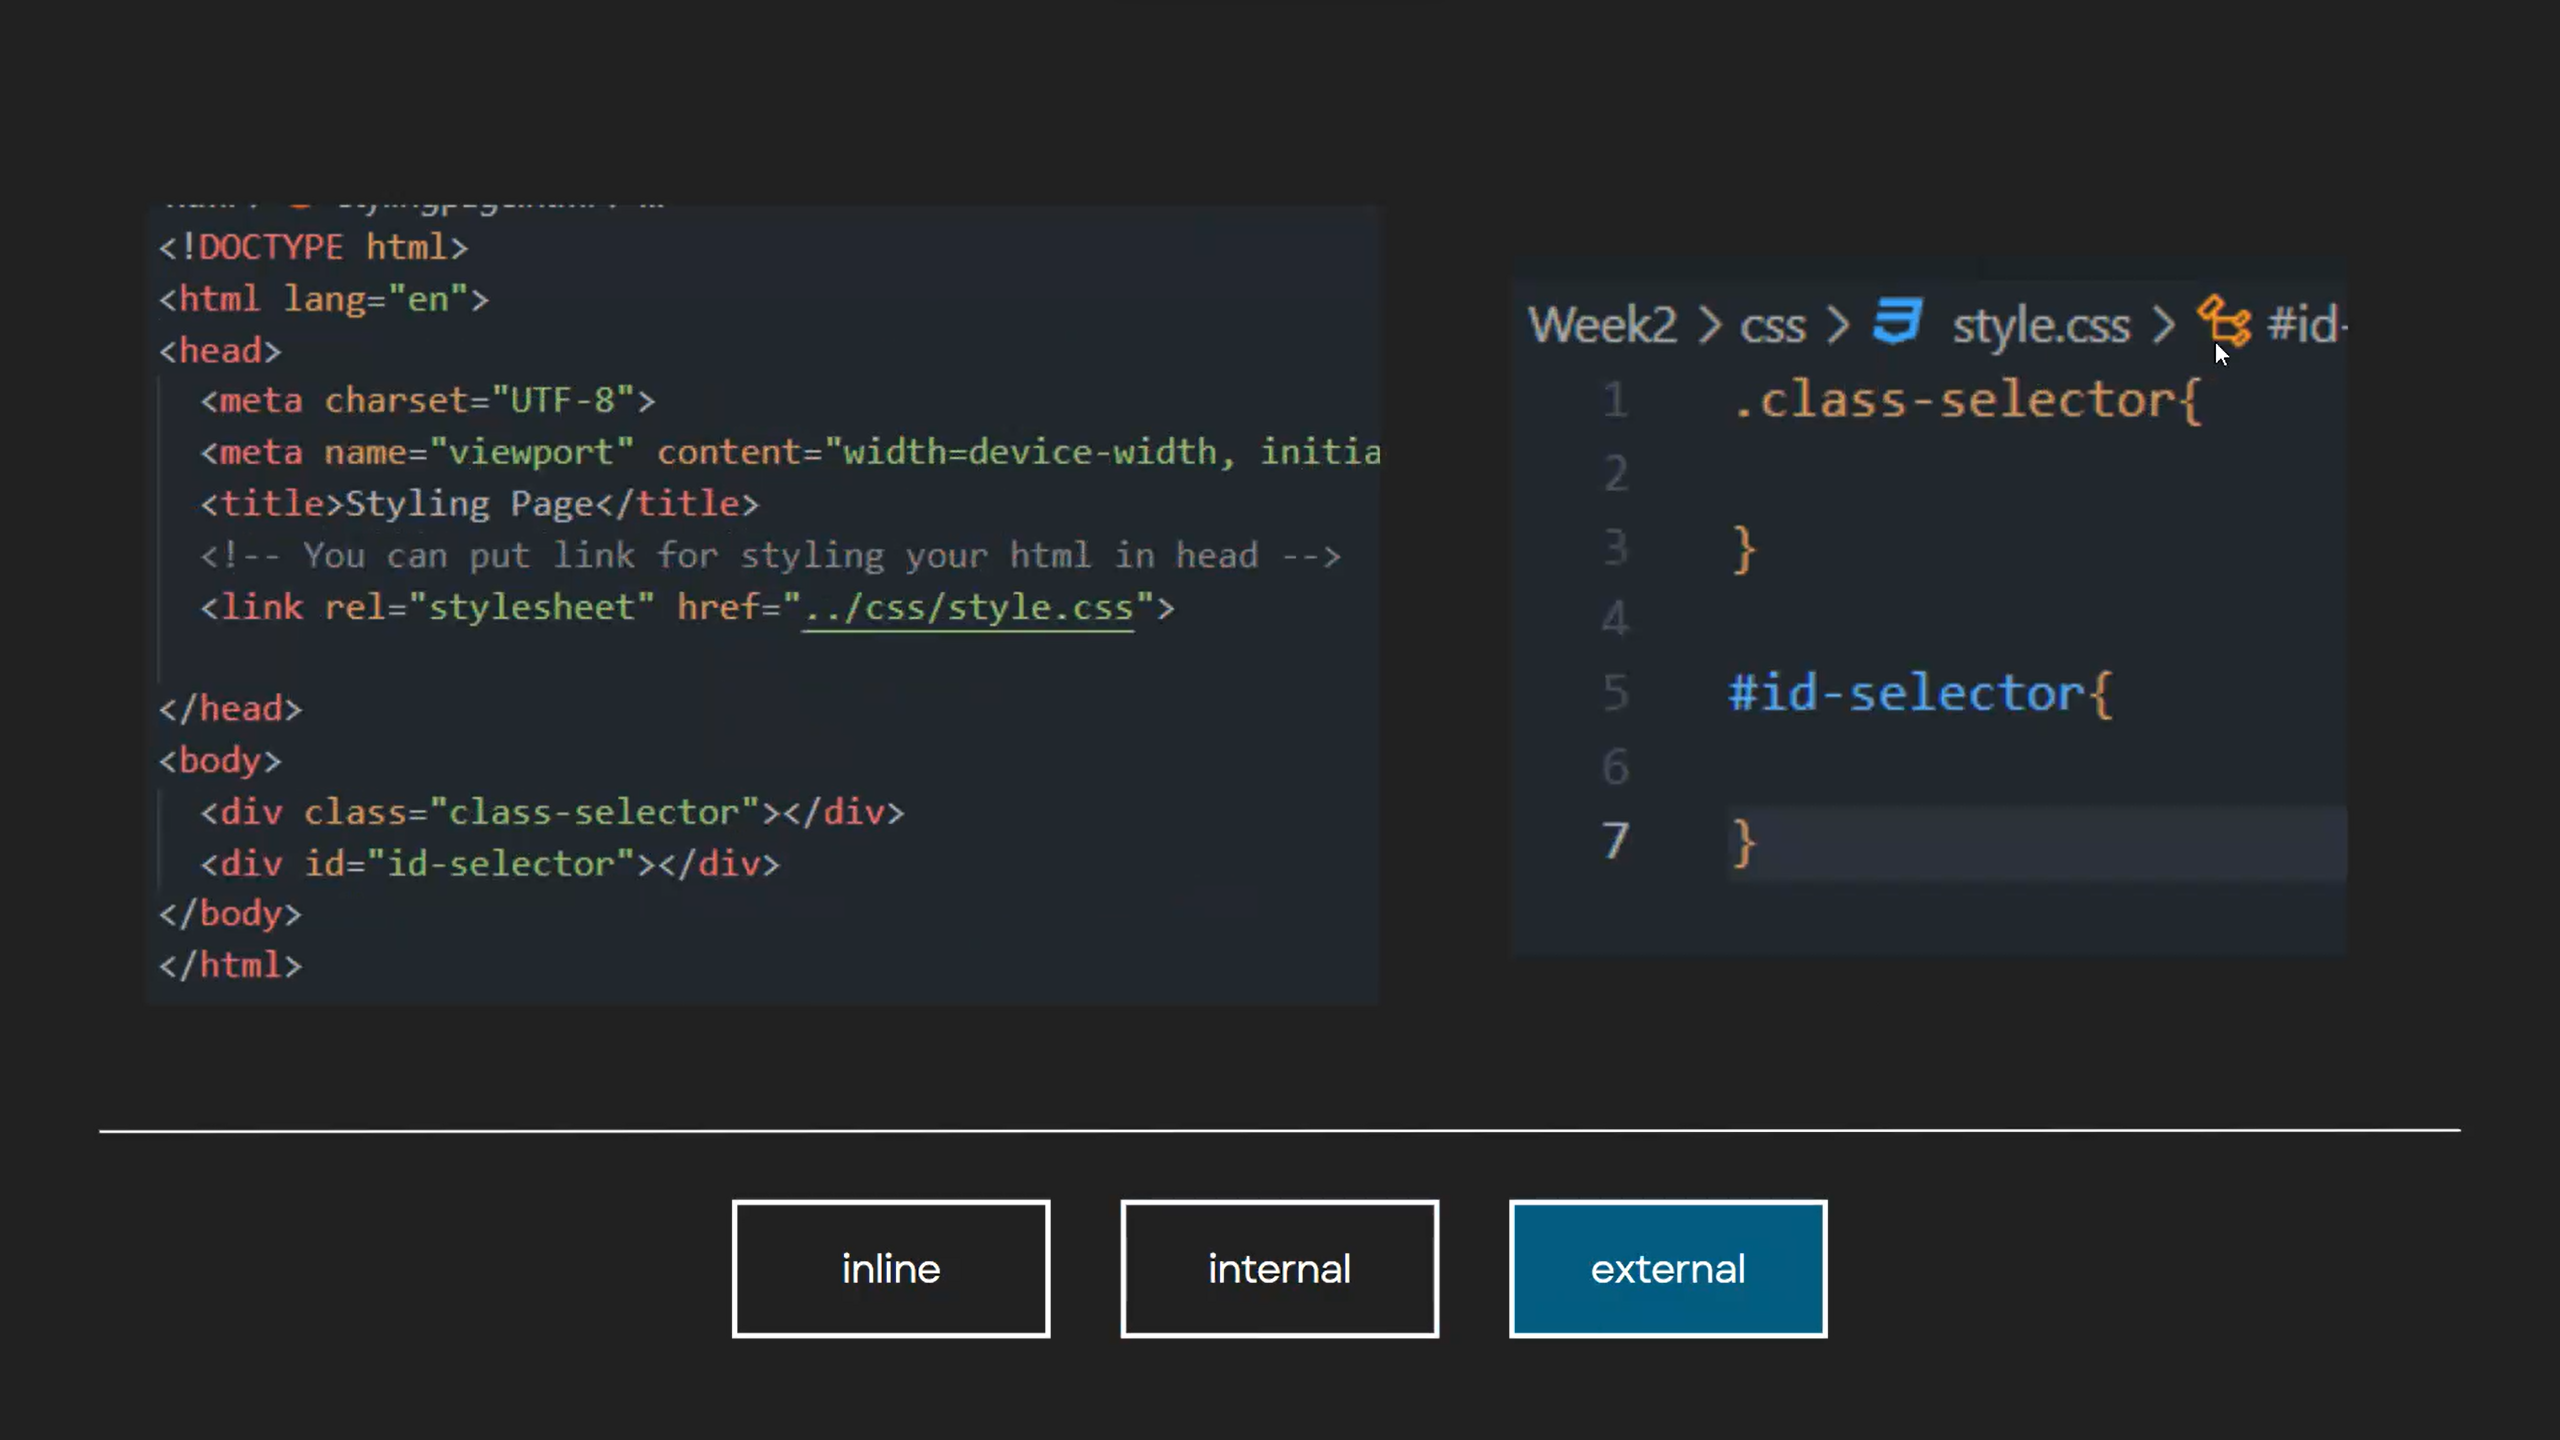 <!DOCTYPE html>
<html lang="en">
<head>
<meta charset="UTF-8">
<meta name="viewport" content="width=device-width, initia
<title>Styling Page</title>
<!-- You can put link for styling your html in head -->
<link rel="stylesheet" href="../css/style.css">
</head>
<body>
<div class="class-selector"></div>
<div id="id-selector"></div>
</body>
</html>
Week2 > css > style.css > #id-
1 .class-selector{
2
3 }
4
5 #id-selector{
6
7 }
inline
internal
external